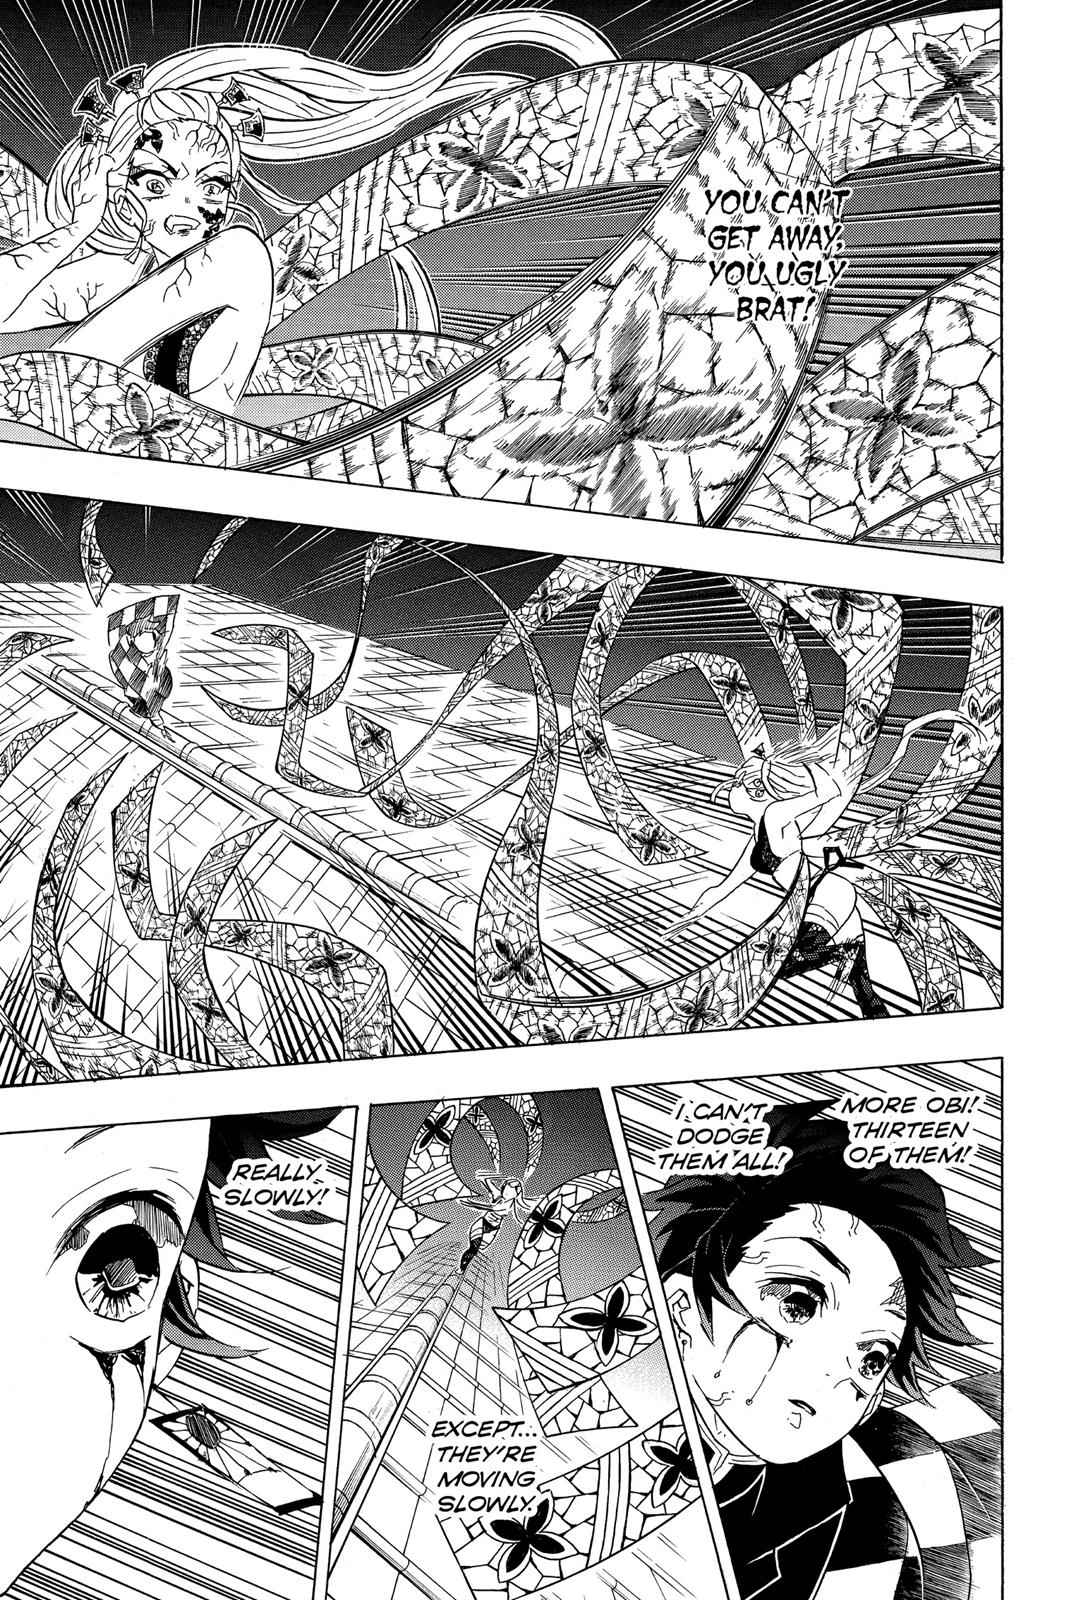 YOU CAN'T
GET AWAY,
YOU UGLY
BRAT!
MORE OBI!
THIRTEEN
OF THEM!
I CAN'T
DODGE
THEM ALL!
EXCEPT...
THEY'RE
MOVING
SLOWLY.
REALLY
SLOWLY!